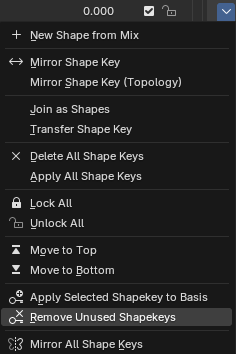 0.000
New Shape from Mix
Mirror Shape Key
Mirror Shape Key (Topology)
Join as Shapes
Transfer Shape Key
Delete All Shape Keys
Apply All Shape Keys
Lock All
Unlock All
Move to Top
Move to Bottom
Apply Selected Shapekey to Basis
Remove Unused Shapekeys
Mirror All Shape Keys